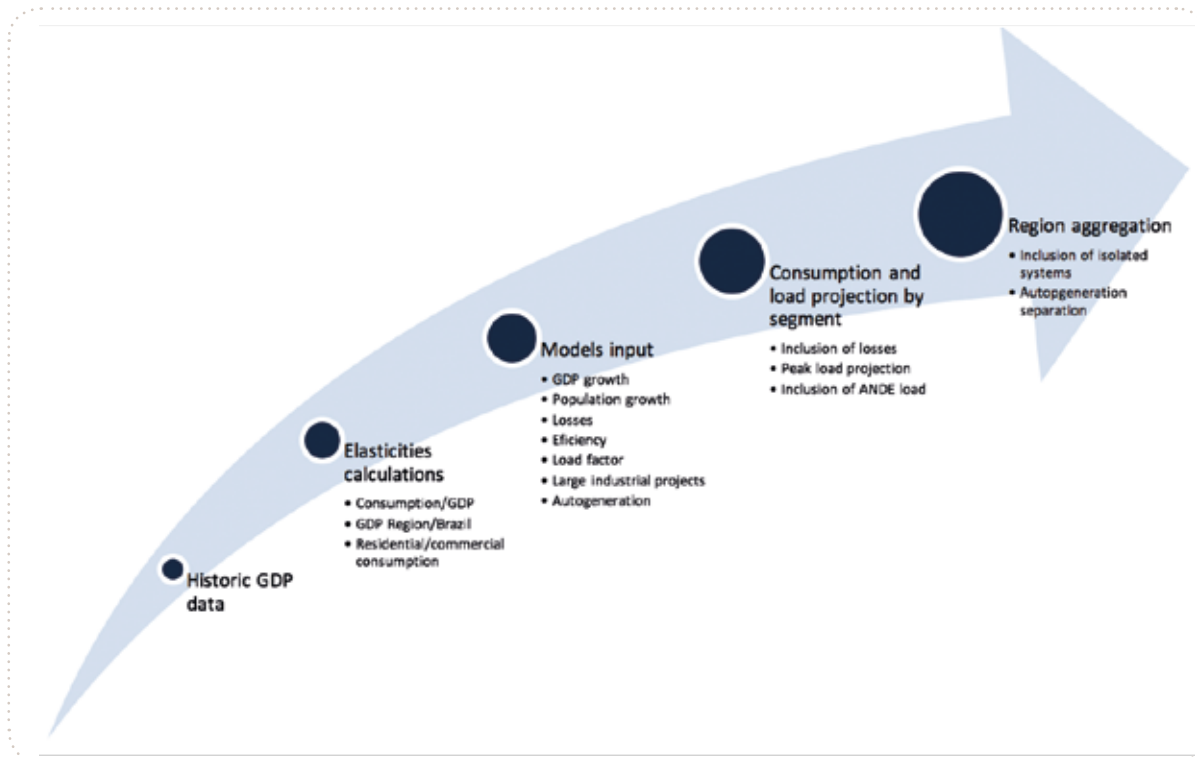 Historic GDP
data
Elasticities
calculations
• Consumption/GDP
• GDP Region/Brazil
• Residential/commercial
consumption
Models input
• GDP growth
• Population growth
• Losses
• Eficiency
• Load factor
• Large industrial projects
• Autogeneration
Consumption and
load projection by
segment
• Inclusion of losses
• Peak load projection
• Inclusion of ANDE load
Region aggregation
• Inclusion of isolated
systems
• Autopgeneration
separation